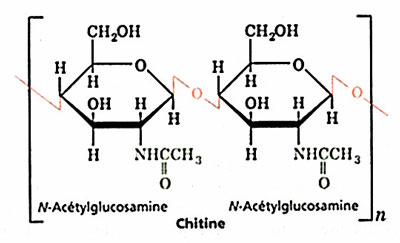 CH₂OH CH₂OH
H H O H H O
OH H H O OH H H O
H NHCCH₃ H NHCCH₃
O O
N-Acétylglucosamine N-Acétylglucosamine
Chitine n